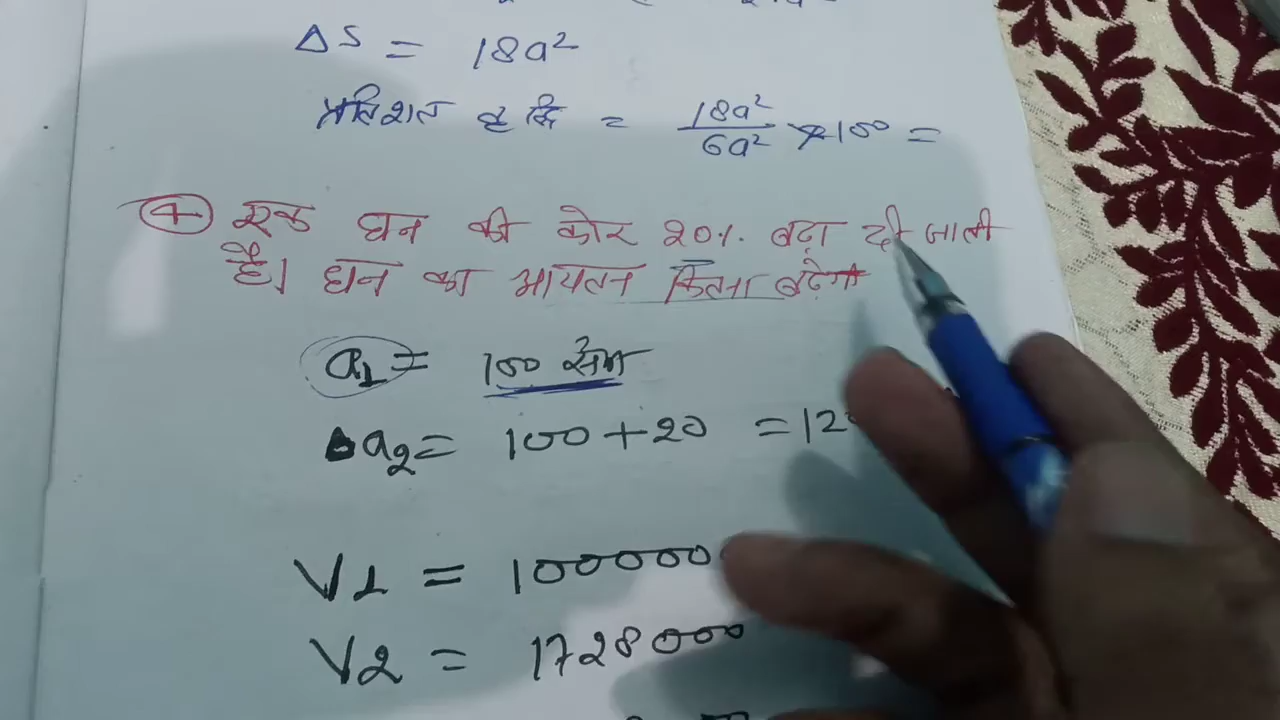 ΔS = 18a²
प्रतिशत वृद्धि = 18a²/6a² × 100 =
④ एक घन की कोर 20% बढ़ा दी जाती
है। घन का आयतन कितना बढ़ेगा
a1 = 100 सेमी
a2 = 100 + 20 = 12
V1 = 100000
V2 = 1728000